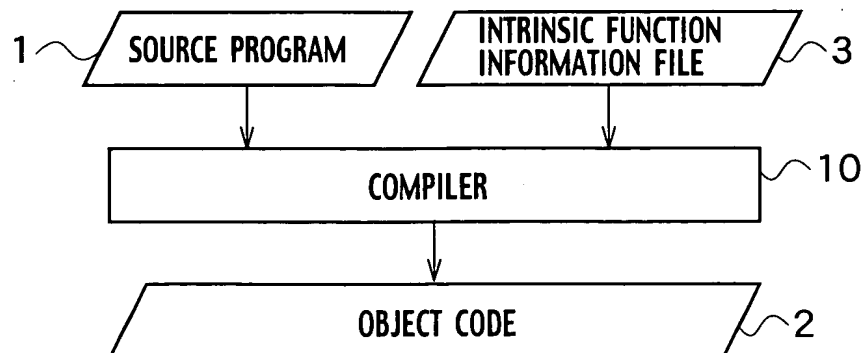 1
SOURCE PROGRAM
INTRINSIC FUNCTION
INFORMATION FILE
3
COMPILER
10
OBJECT CODE
2